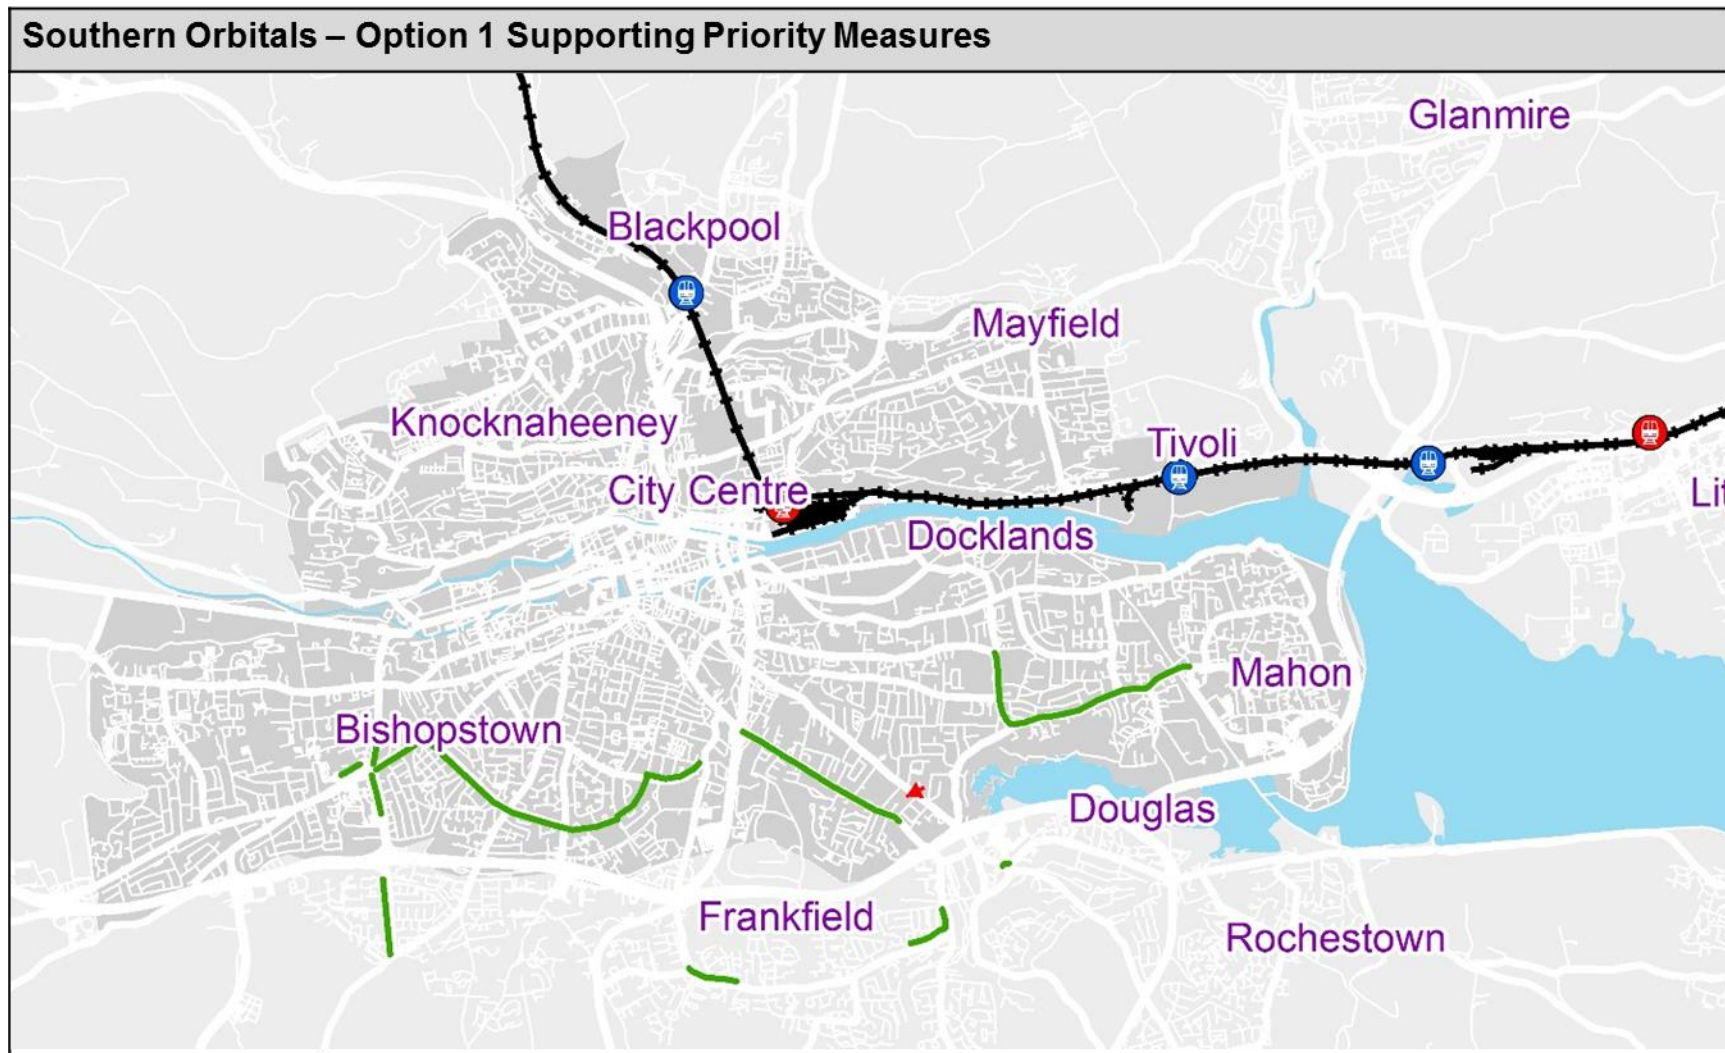 Southern Orbitals – Option 1 Supporting Priority Measures
Glanmire
Blackpool
Mayfield
Knocknaheeney
Tivoli
City Centre
Lit
Docklands
Mahon
Bishopstown
Douglas
Frankfield
Rochestown